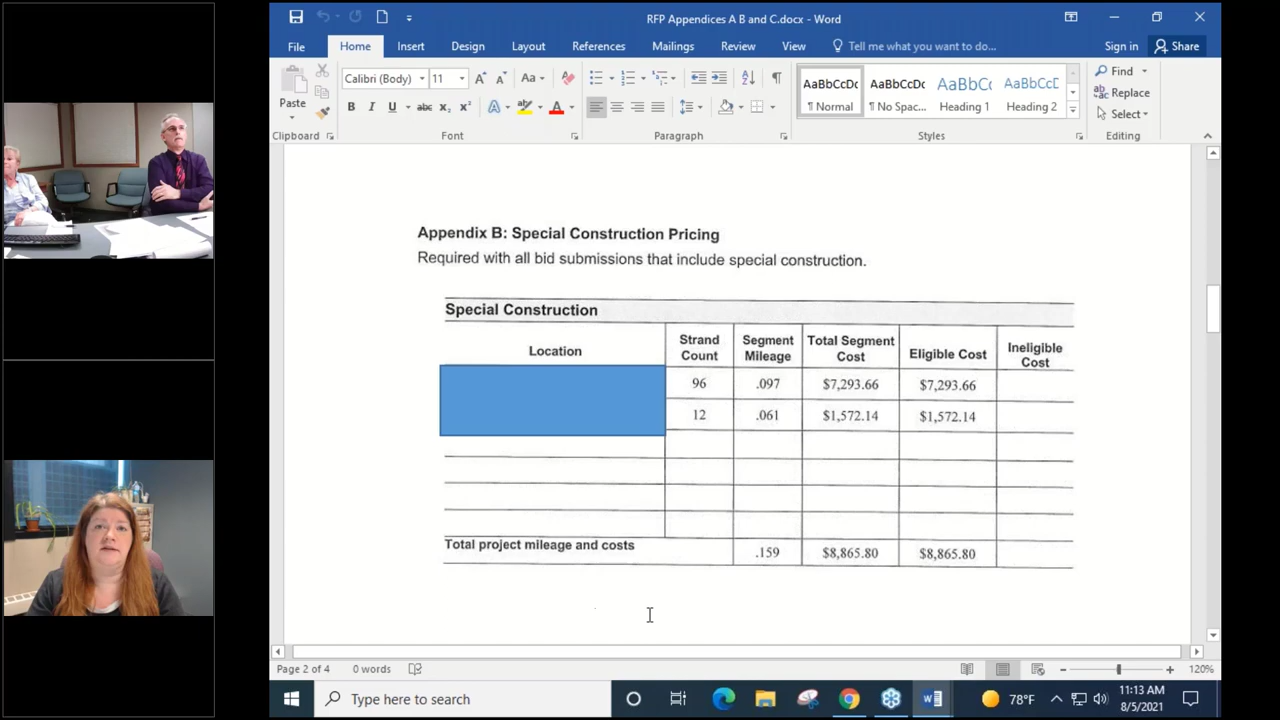 RFP Appendices A B and C.docx - Word
File Home Insert Design Layout References Mailings Review View Tell me what you want to do... Sign in Share
Calibri (Body) 11 Aa
AaBbCcDc AaBbCcDc AaBbCc AaBbCcD Find
Paste B I U abc x₂ x² A A ¶ Normal ¶ No Spac... Heading 1 Heading 2 Replace
Select
Clipboard Font Paragraph Styles Editing
Appendix B: Special Construction Pricing
Required with all bid submissions that include special construction.
Special Construction
Location Strand Count Segment Mileage Total Segment Cost Eligible Cost Ineligible Cost
96 .097 $7,293.66 $7,293.66
12 .061 $1,572.14 $1,572.14
Total project mileage and costs .159 $8,865.80 $8,865.80
Page 2 of 4 0 words 120%
Type here to search 78°F 11:13 AM
8/5/2021